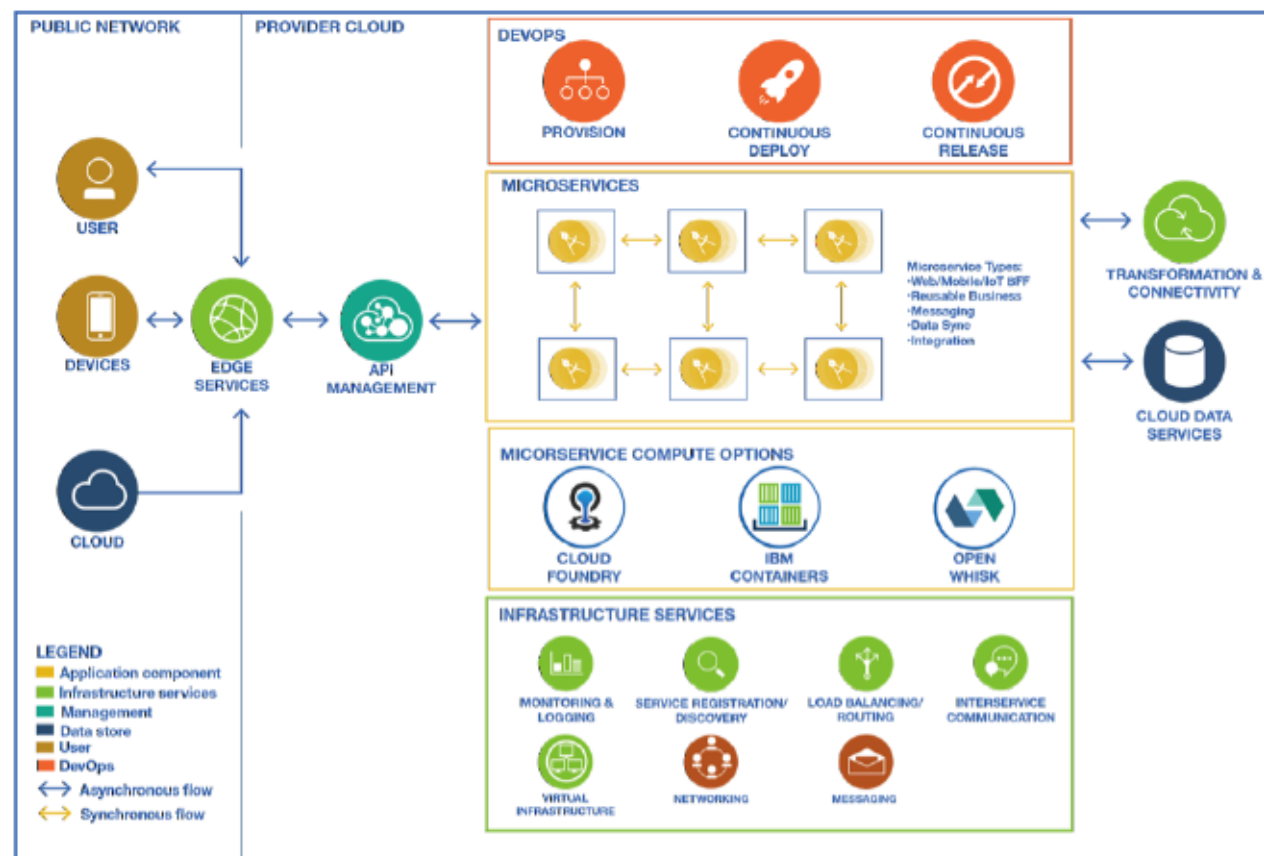 PUBLIC NETWORK
PROVIDER CLOUD
DEVOPS
PROVISION
CONTINUOUS
DEPLOY
CONTINUOUS
RELEASE
USER
DEVICES
CLOUD
EDGE
SERVICES
API
MANAGEMENT
MICROSERVICES
Microservice Types:
•Web/Mobile/IoT BFF
•Reusable Business
•Messaging
•Data Sync
•Integration
TRANSFORMATION &
CONNECTIVITY
CLOUD DATA
SERVICES
MICORSERVICE COMPUTE OPTIONS
CLOUD
FOUNDRY
IBM
CONTAINERS
OPEN
WHISK
INFRASTRUCTURE SERVICES
MONITORING &
LOGGING
SERVICE REGISTRATION/
DISCOVERY
LOAD BALANCING/
ROUTING
INTERSERVICE
COMMUNICATION
VIRTUAL
INFRASTRUCTURE
NETWORKING
MESSAGING
LEGEND
Application component
Infrastructure services
Management
Data store
User
DevOps
Asynchronous flow
Synchronous flow